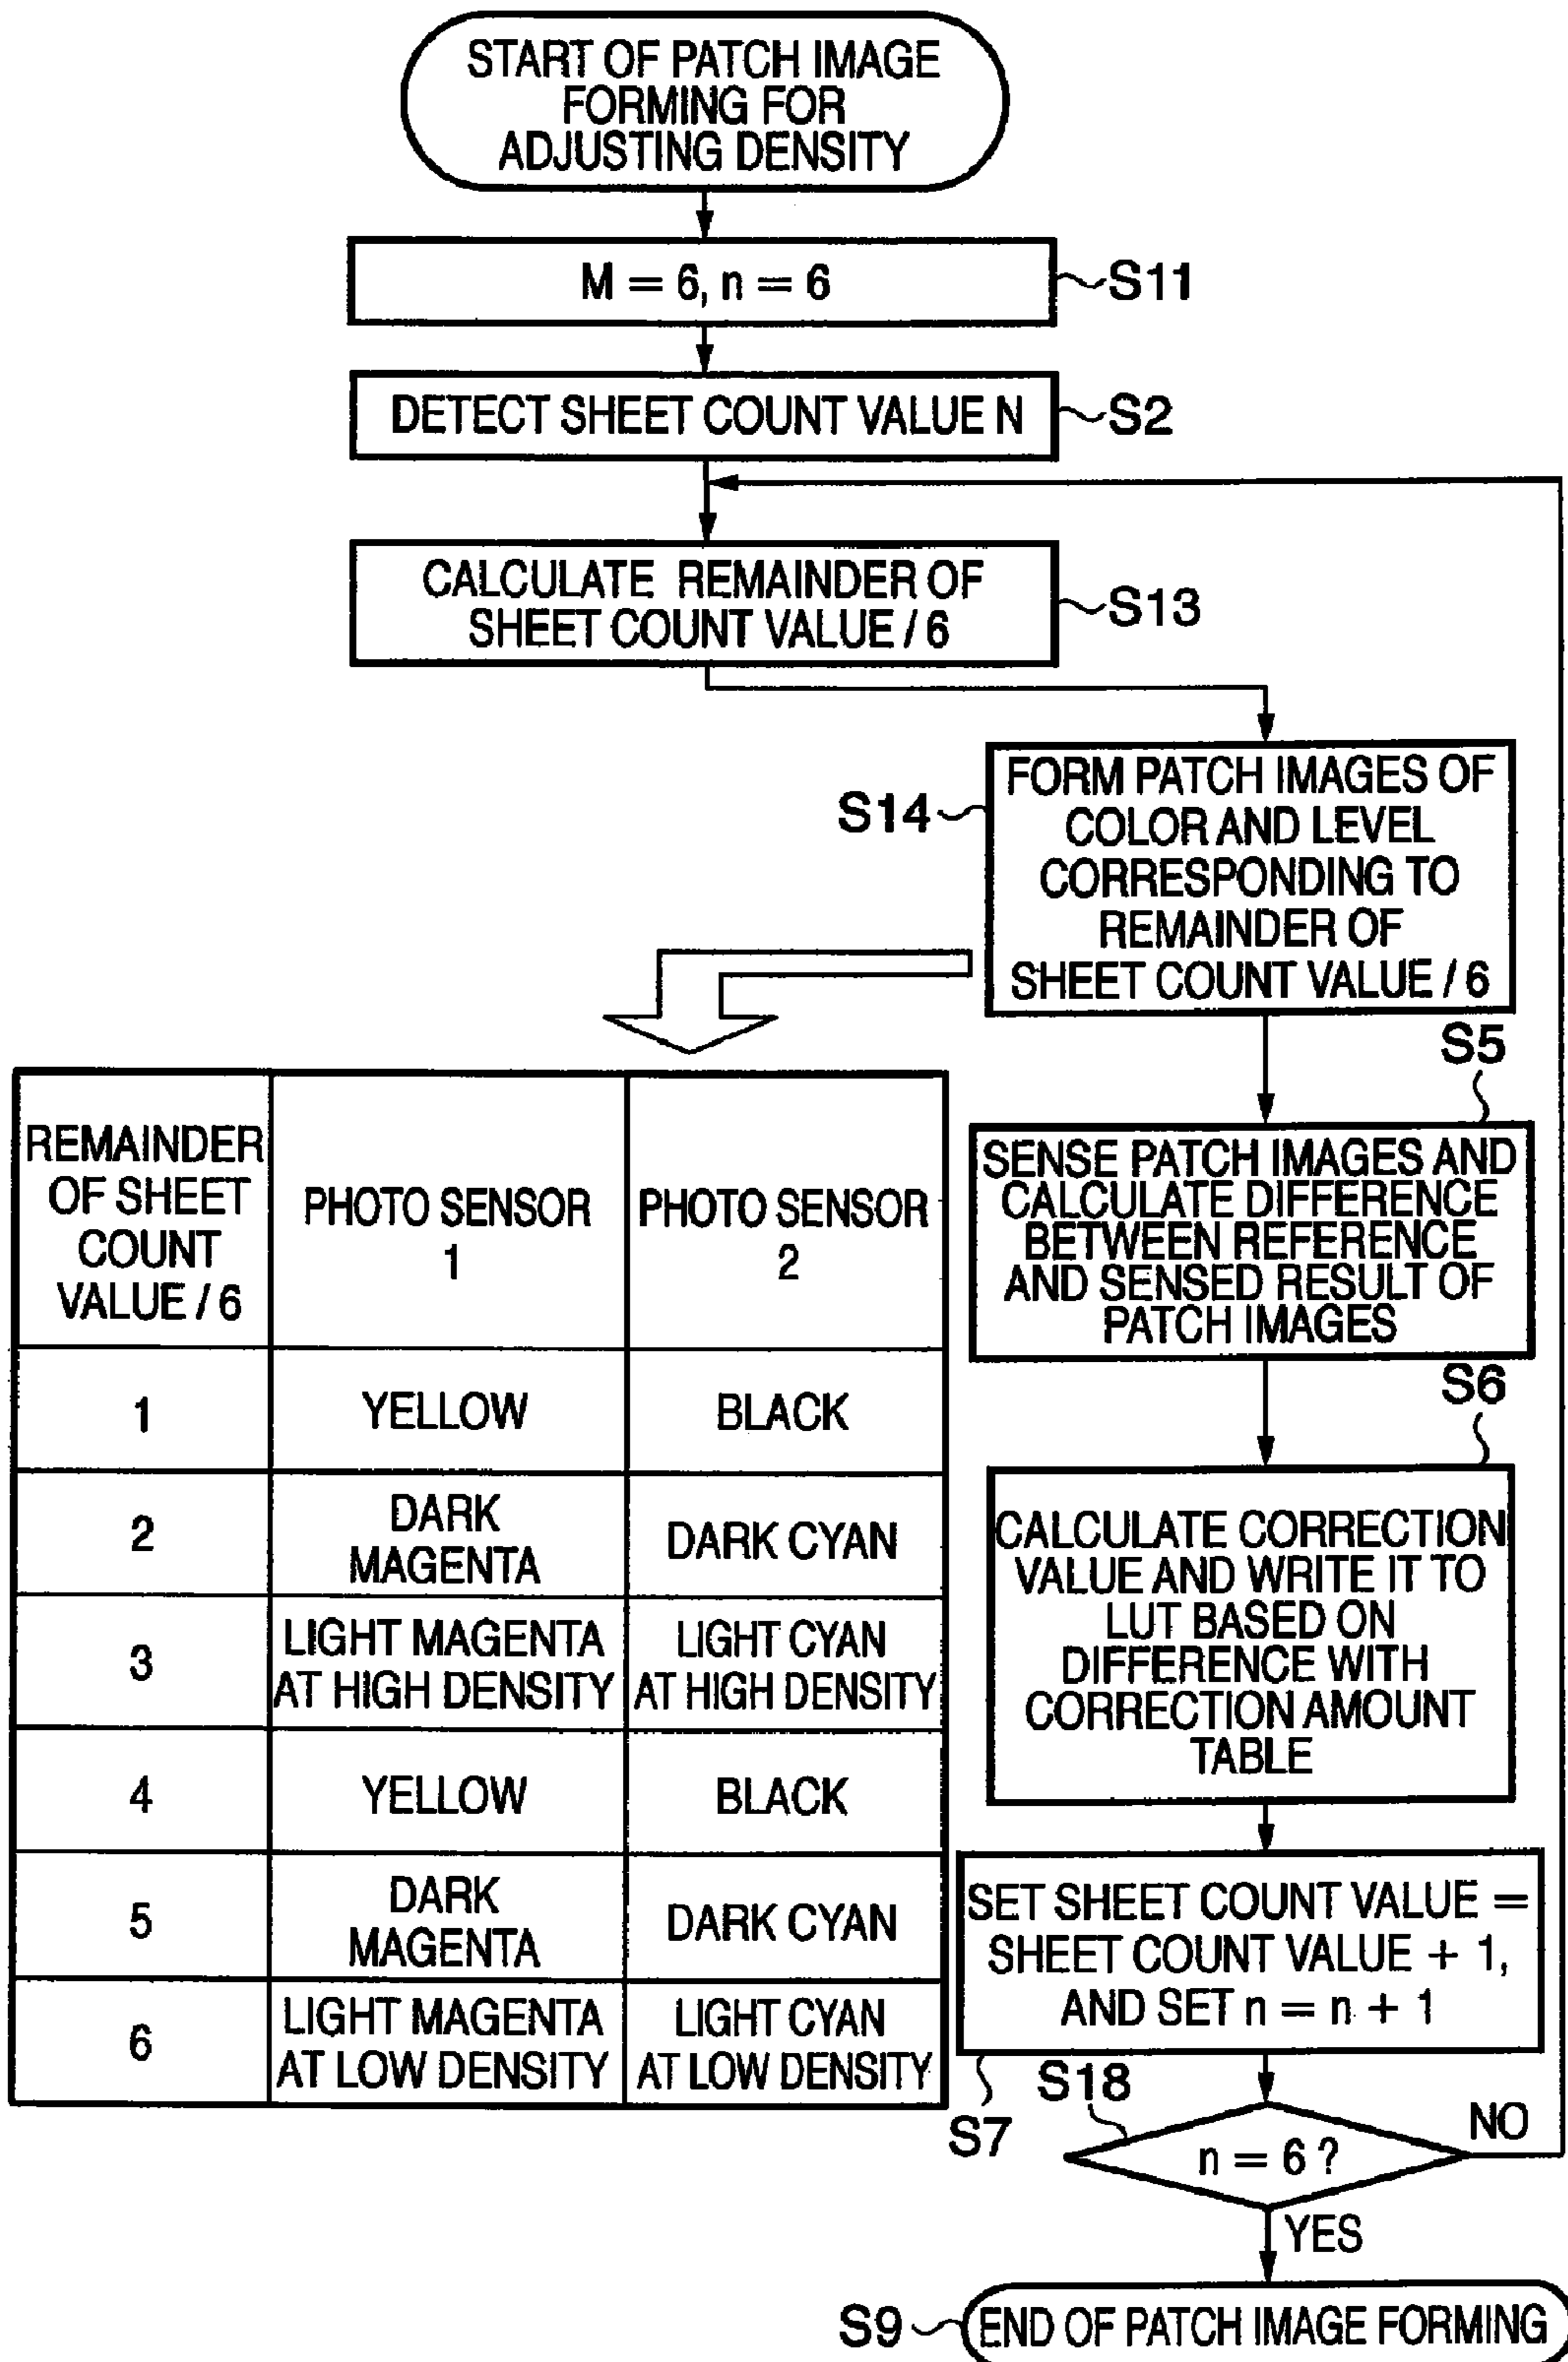 START OF PATCH IMAGE
FORMING FOR
ADJUSTING DENSITY
M = 6, n = 6
S11
DETECT SHEET COUNT VALUE N
S2
CALCULATE REMAINDER OF
SHEET COUNT VALUE / 6
S13
S14
FORM PATCH IMAGES OF
COLOR AND LEVEL
CORRESPONDING TO
REMAINDER OF
SHEET COUNT VALUE / 6
REMAINDER
OF SHEET
COUNT
VALUE / 6
PHOTO SENSOR
1
PHOTO SENSOR
2
1
YELLOW
BLACK
2
DARK
MAGENTA
DARK CYAN
3
LIGHT MAGENTA
AT HIGH DENSITY
LIGHT CYAN
AT HIGH DENSITY
4
YELLOW
BLACK
5
DARK
MAGENTA
DARK CYAN
6
LIGHT MAGENTA
AT LOW DENSITY
LIGHT CYAN
AT LOW DENSITY
S5
SENSE PATCH IMAGES AND
CALCULATE DIFFERENCE
BETWEEN REFERENCE
AND SENSED RESULT OF
PATCH IMAGES
S6
CALCULATE CORRECTION
VALUE AND WRITE IT TO
LUT BASED ON
DIFFERENCE WITH
CORRECTION AMOUNT
TABLE
SET SHEET COUNT VALUE =
SHEET COUNT VALUE + 1,
AND SET n = n + 1
S7
S18
n = 6 ?
NO
YES
S9
END OF PATCH IMAGE FORMING